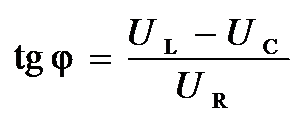 tg φ = (U_L − U_C) / U_R